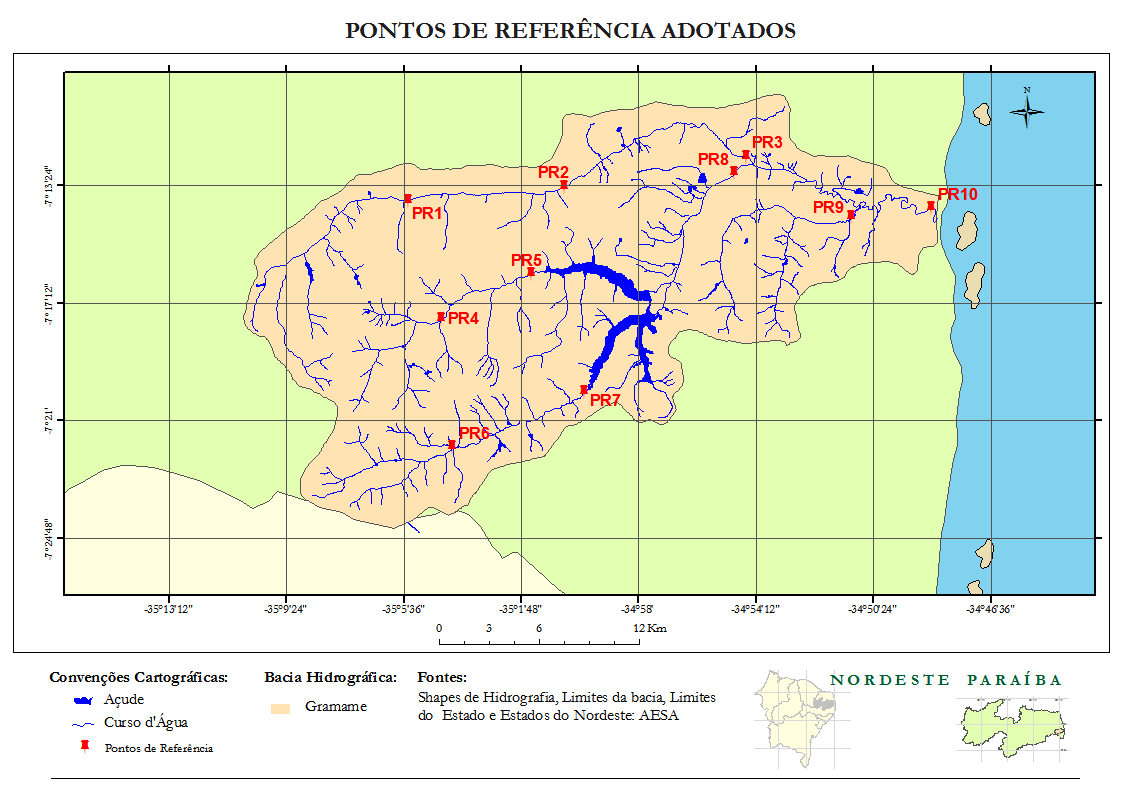 PONTOS DE REFERÊNCIA ADOTADOS
N
PR3
PR8
PR2
PR10
PR9
PR1
PR5
PR4
PR7
PR6
-7°13'24"
-7°17'12"
-7°21'
-7°24'48"
-35°13'12"
-35°9'24"
-35°5'36"
-35°1'48"
-34°58'
-34°54'12"
-34°50'24"
-34°46'36"
0 3 6 12 Km
Convenções Cartográficas:
Açude
Curso d'Água
Pontos de Referência
Bacia Hidrográfica:
Gramame
Fontes:
Shapes de Hidrografia, Limites da bacia, Limites
do Estado e Estados do Nordeste: AESA
NORDESTE PARAÍBA